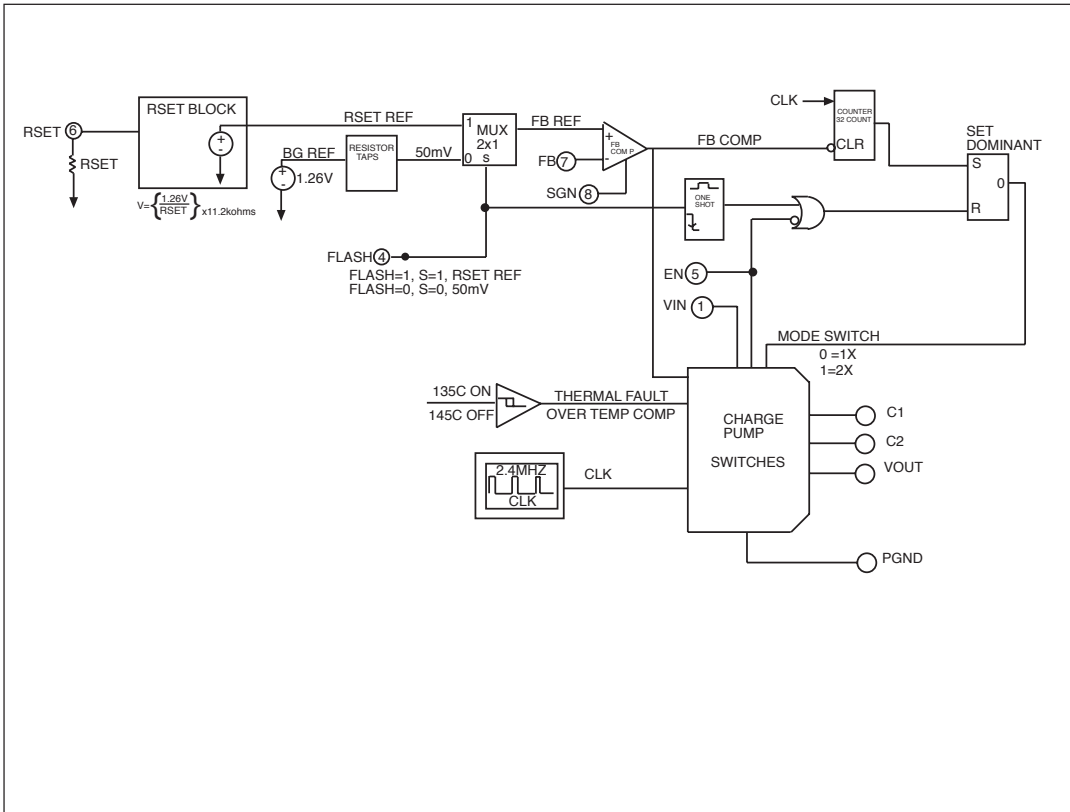 RSET 6
RSET
RSET BLOCK
+
-
V={1.26V/RSET}x11.2kohms
RSET REF
BG REF
+
-
1.26V
RESISTOR
TAPS
50mV
1
MUX
2x1
0 s
FB REF
+
FB
COM P
-
FB 7
SGN 8
FB COMP
CLK
COUNTER
32 COUNT
CLR
SET
DOMINANT
S
0
R
ONE
SHOT
FLASH 4
FLASH=1, S=1, RSET REF
FLASH=0, S=0, 50mV
EN 5
VIN 1
MODE SWITCH
0 =1X
1=2X
135C ON
145C OFF
THERMAL FAULT
OVER TEMP COMP
2.4MHZ
CLK
CLK
CHARGE
PUMP
SWITCHES
C1
C2
VOUT
PGND